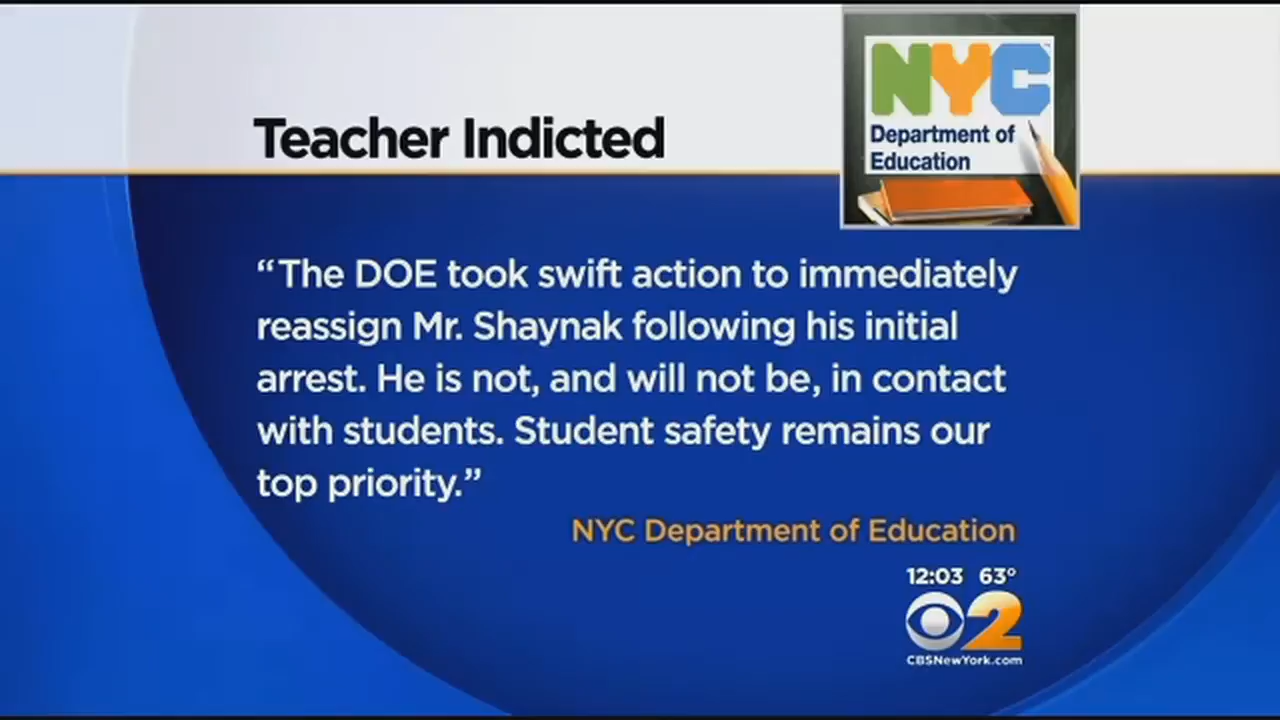 NYC
Department of
Education
Teacher Indicted
“The DOE took swift action to immediately
reassign Mr. Shaynak following his initial
arrest. He is not, and will not be, in contact
with students. Student safety remains our
top priority.”
NYC Department of Education
12:03 63°
2
CBSNewYork.com